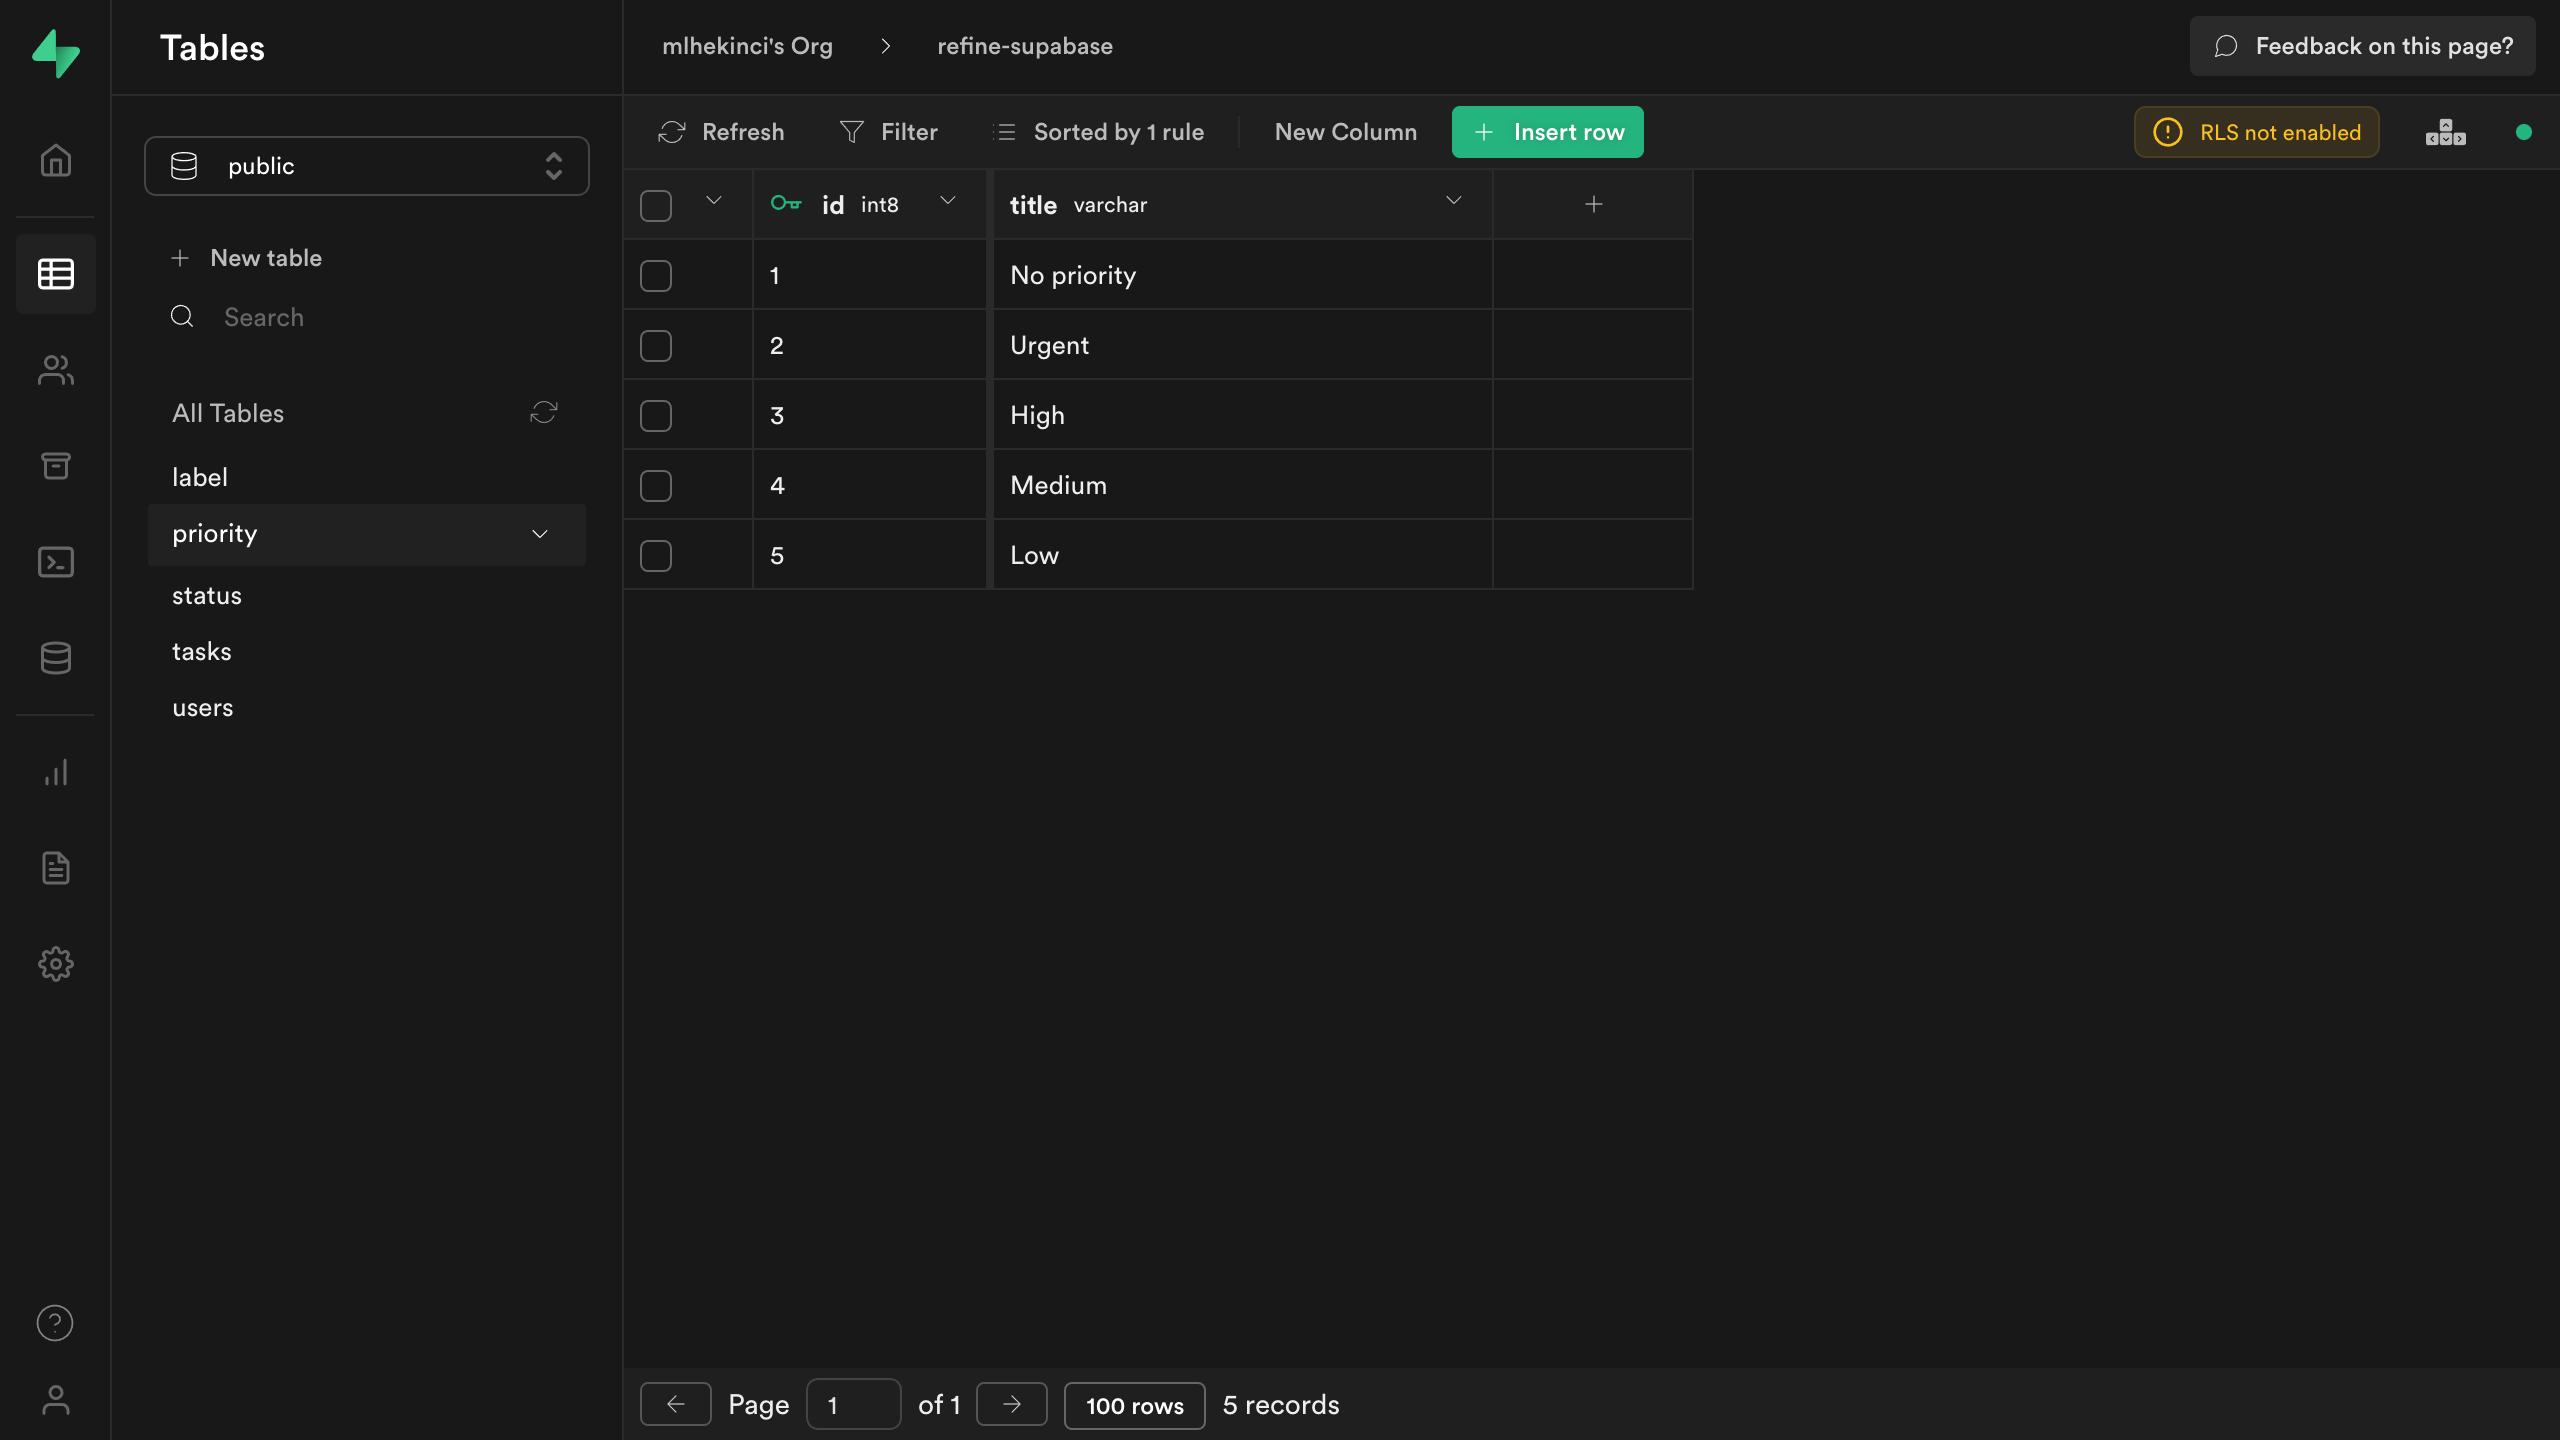 Tables
mlhekinci's Org
refine-supabase
Feedback on this page?
public
New table
Search
All Tables
label
priority
status
tasks
users
Refresh
Filter
Sorted by 1 rule
New Column
Insert row
RLS not enabled
id int8
title varchar
1 No priority
2 Urgent
3 High
4 Medium
5 Low
Page 1 of 1
100 rows
5 records